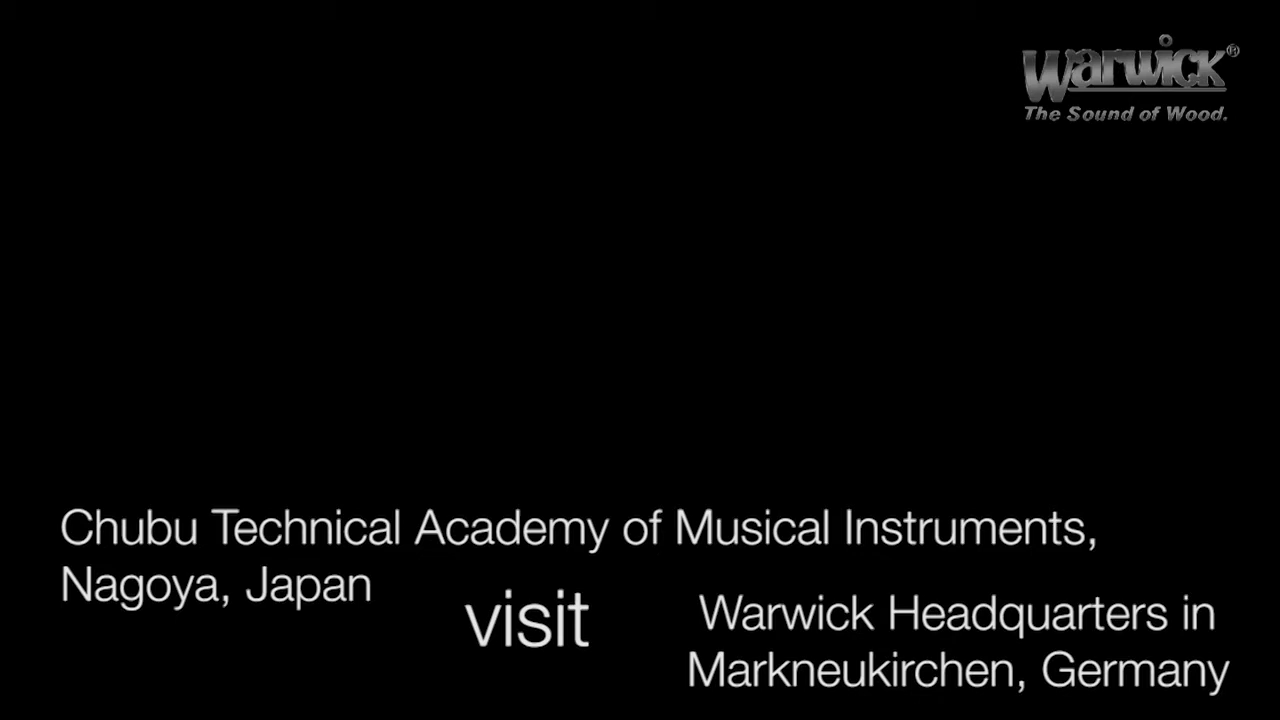 Warwick®
The Sound of Wood.
Chubu Technical Academy of Musical Instruments,
Nagoya, Japan
visit
Warwick Headquarters in
Markneukirchen, Germany